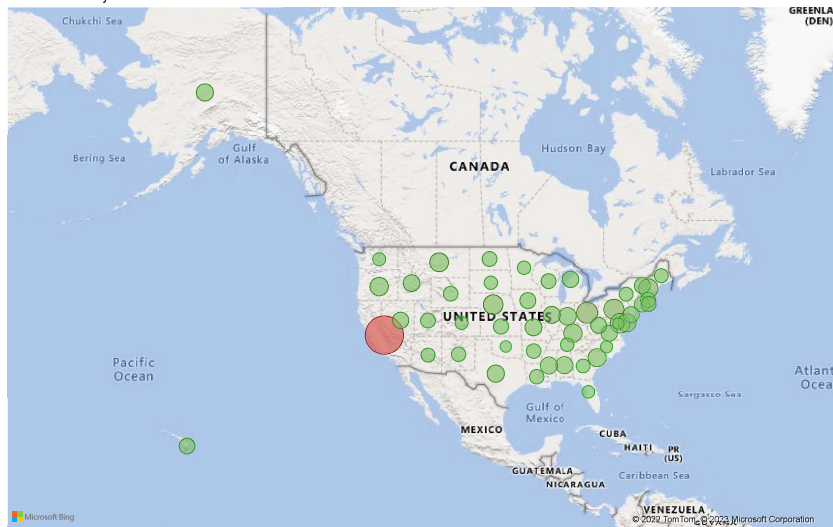 Chukchi Sea
GREENLA
(DEN)
Bering Sea
Gulf
of Alaska
Hudson Bay
CANADA
Labrador Sea
UNITED STATES
Pacific
Ocean
Atlant
Ocea
Sargasso Sea
Gulf of
Mexico
MEXICO
CUBA
HAITI
PR
(US)
GUATEMALA
NICARAGUA
Caribbean Sea
VENEZUELA
Microsoft Bing
© 2022 TomTom, © 2023 Microsoft Corporation